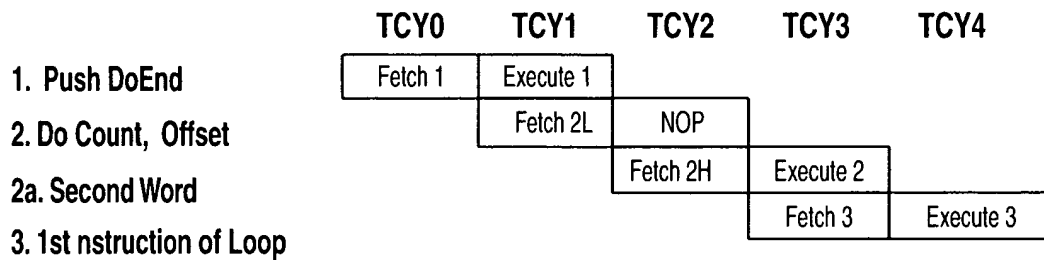 TCY0 TCY1 TCY2 TCY3 TCY4
1. Push DoEnd Fetch 1 Execute 1
2. Do Count, Offset Fetch 2L NOP
2a. Second Word Fetch 2H Execute 2
3. 1st nstruction of Loop Fetch 3 Execute 3